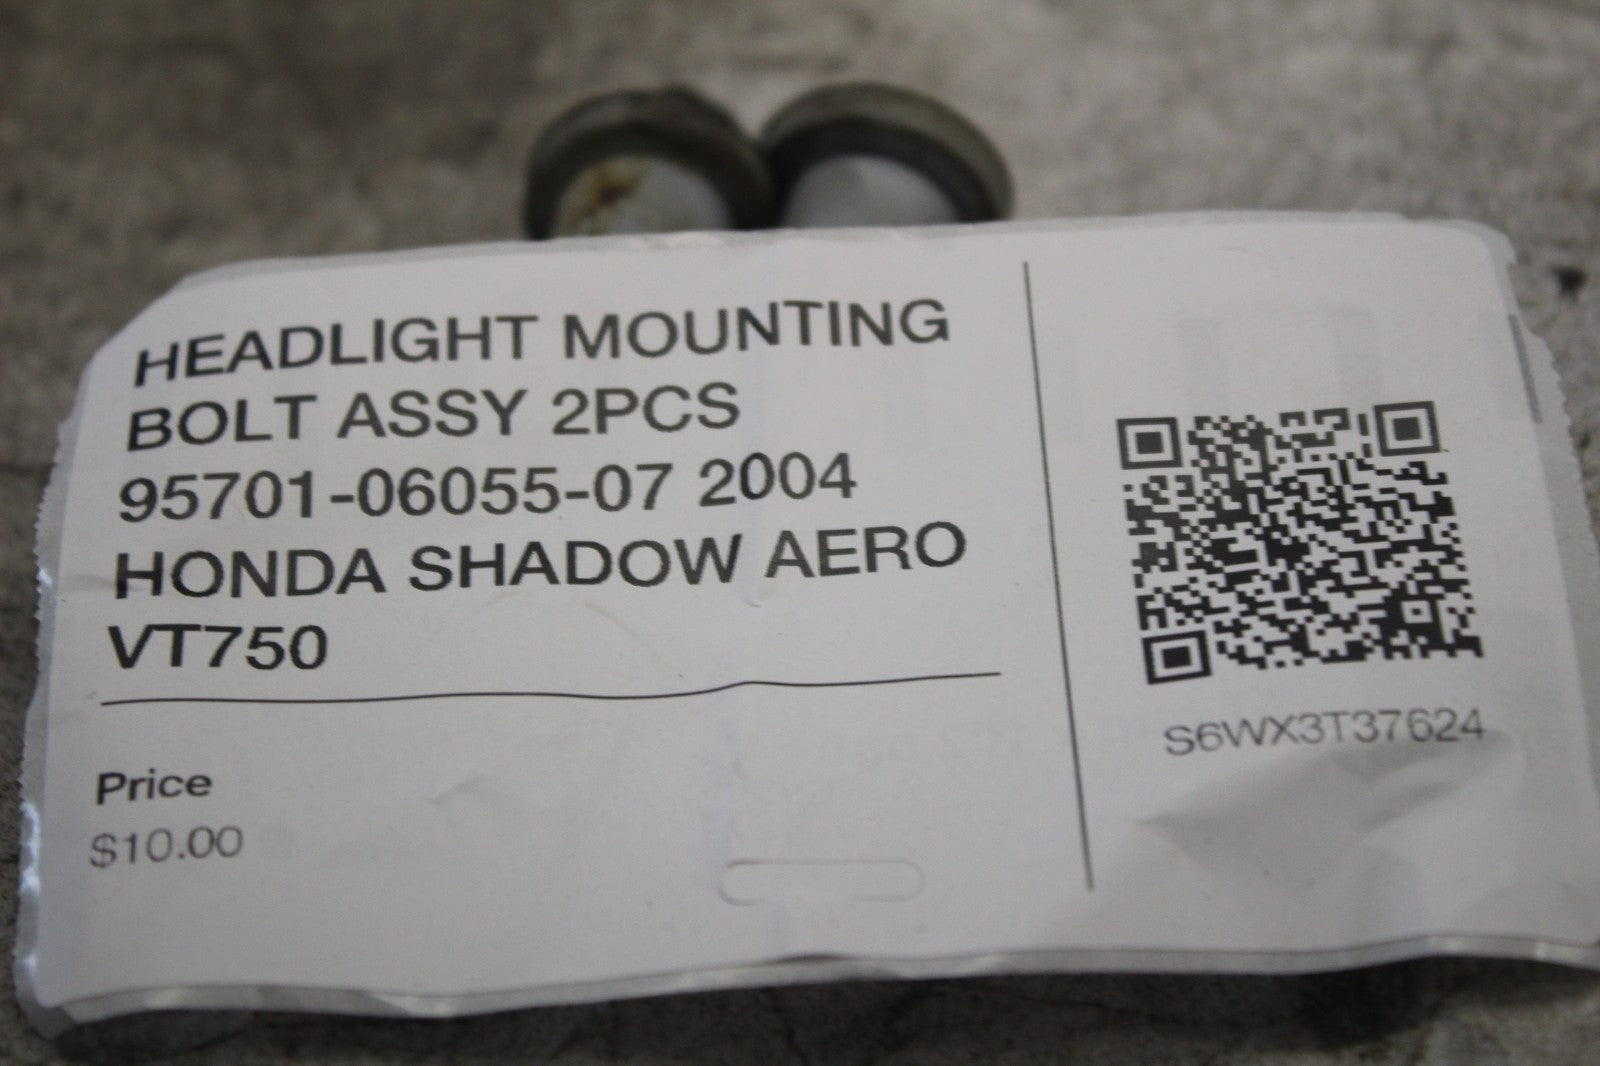 HEADLIGHT MOUNTING
BOLT ASSY 2PCS
95701-06055-07 2004
HONDA SHADOW AERO
VT750
Price
$10.00
S6WX3T37624